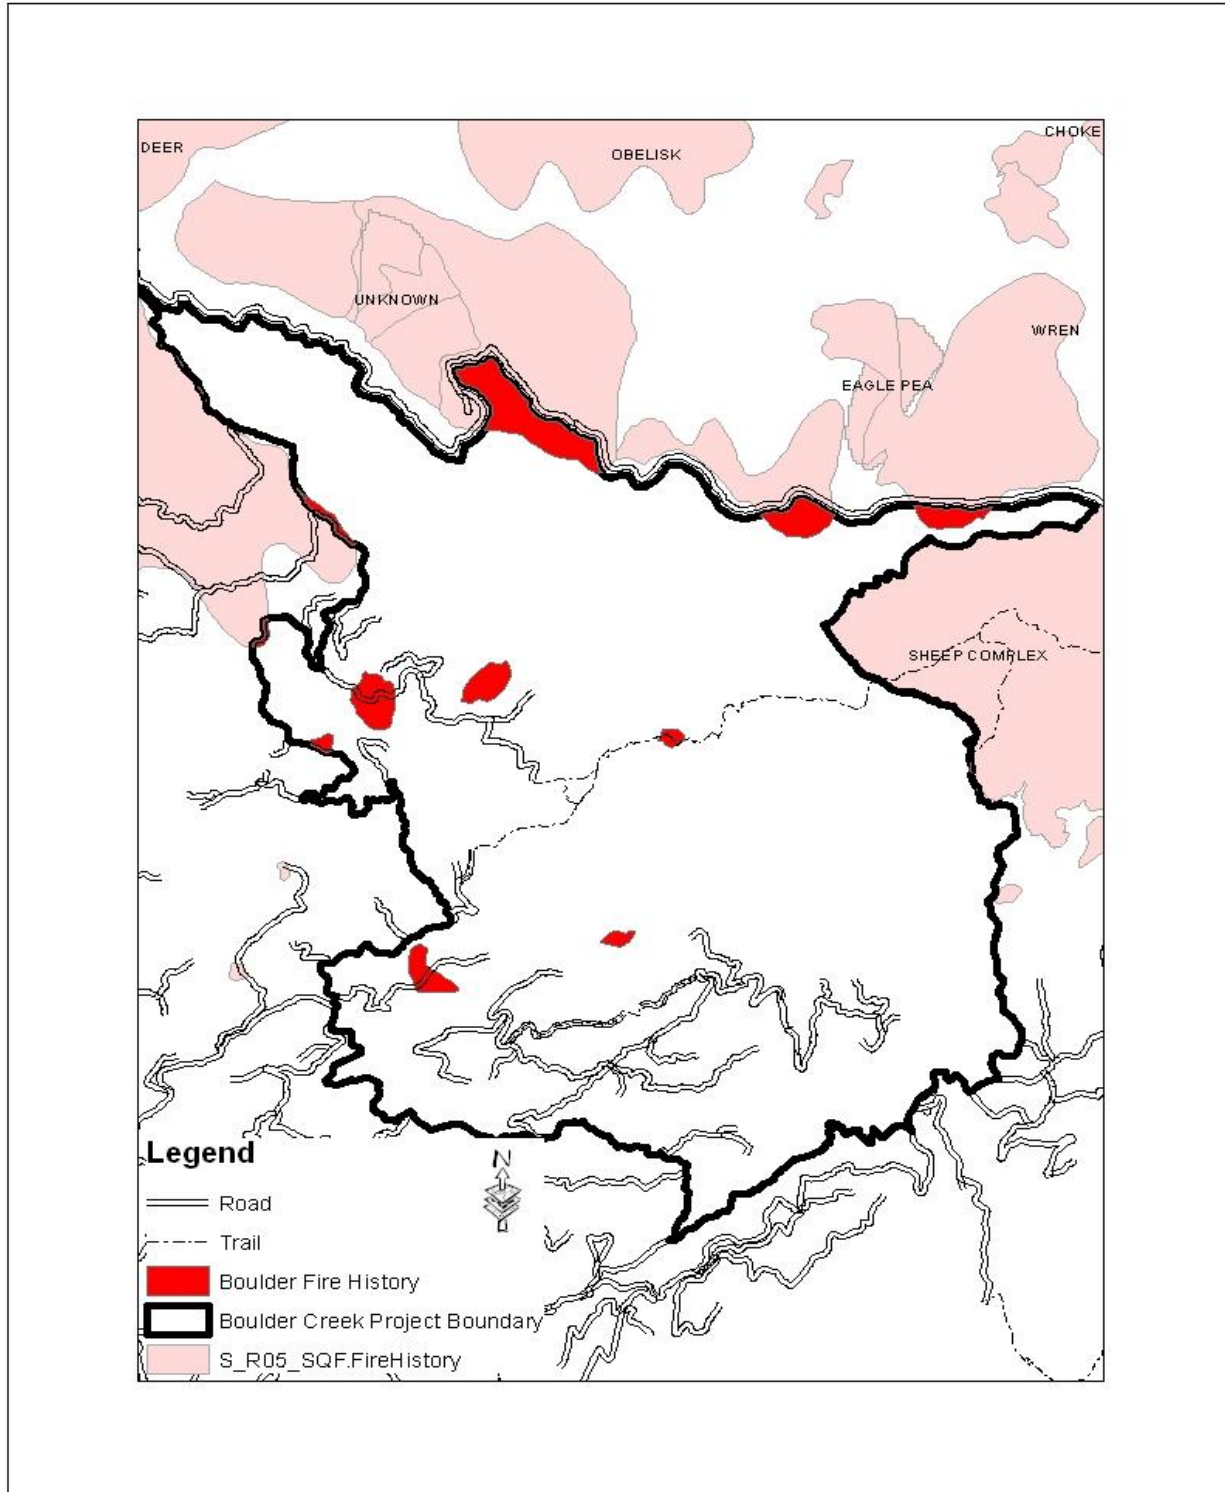 CHOKE
DEER
OBELISK
UNKNOWN
WREN
EAGLE PEA
SHEEP COMPLEX
Legend
N
Road
Trail
Boulder Fire History
Boulder Creek Project Boundary
S_R05_SQF.FireHistory